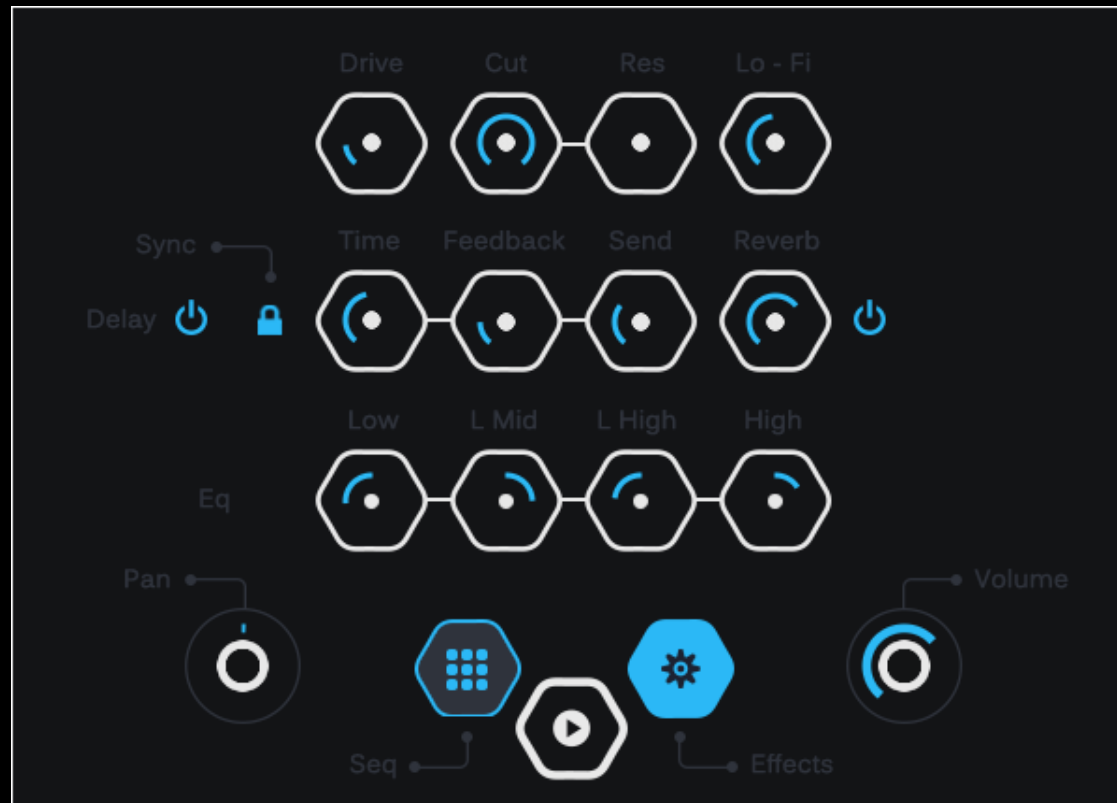 Drive Cut Res Lo - Fi
Sync Time Feedback Send Reverb
Delay
Low L Mid L High High
Eq
Pan Volume
Seq Effects